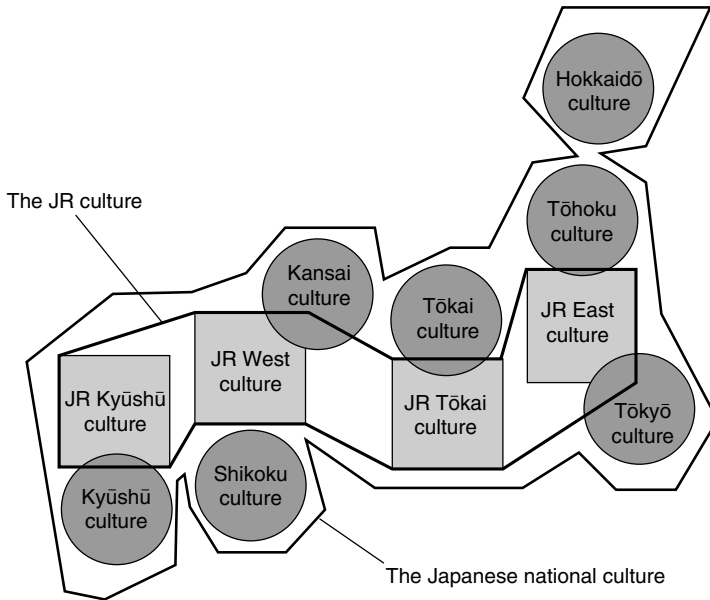 Hokkaidō
culture
The JR culture
Tōhoku
culture
Kansai
culture
Tōkai
culture
JR East
culture
JR West
culture
JR Kyūshū
culture
JR Tōkai
culture
Tōkyō
culture
Shikoku
culture
Kyūshū
culture
The Japanese national culture